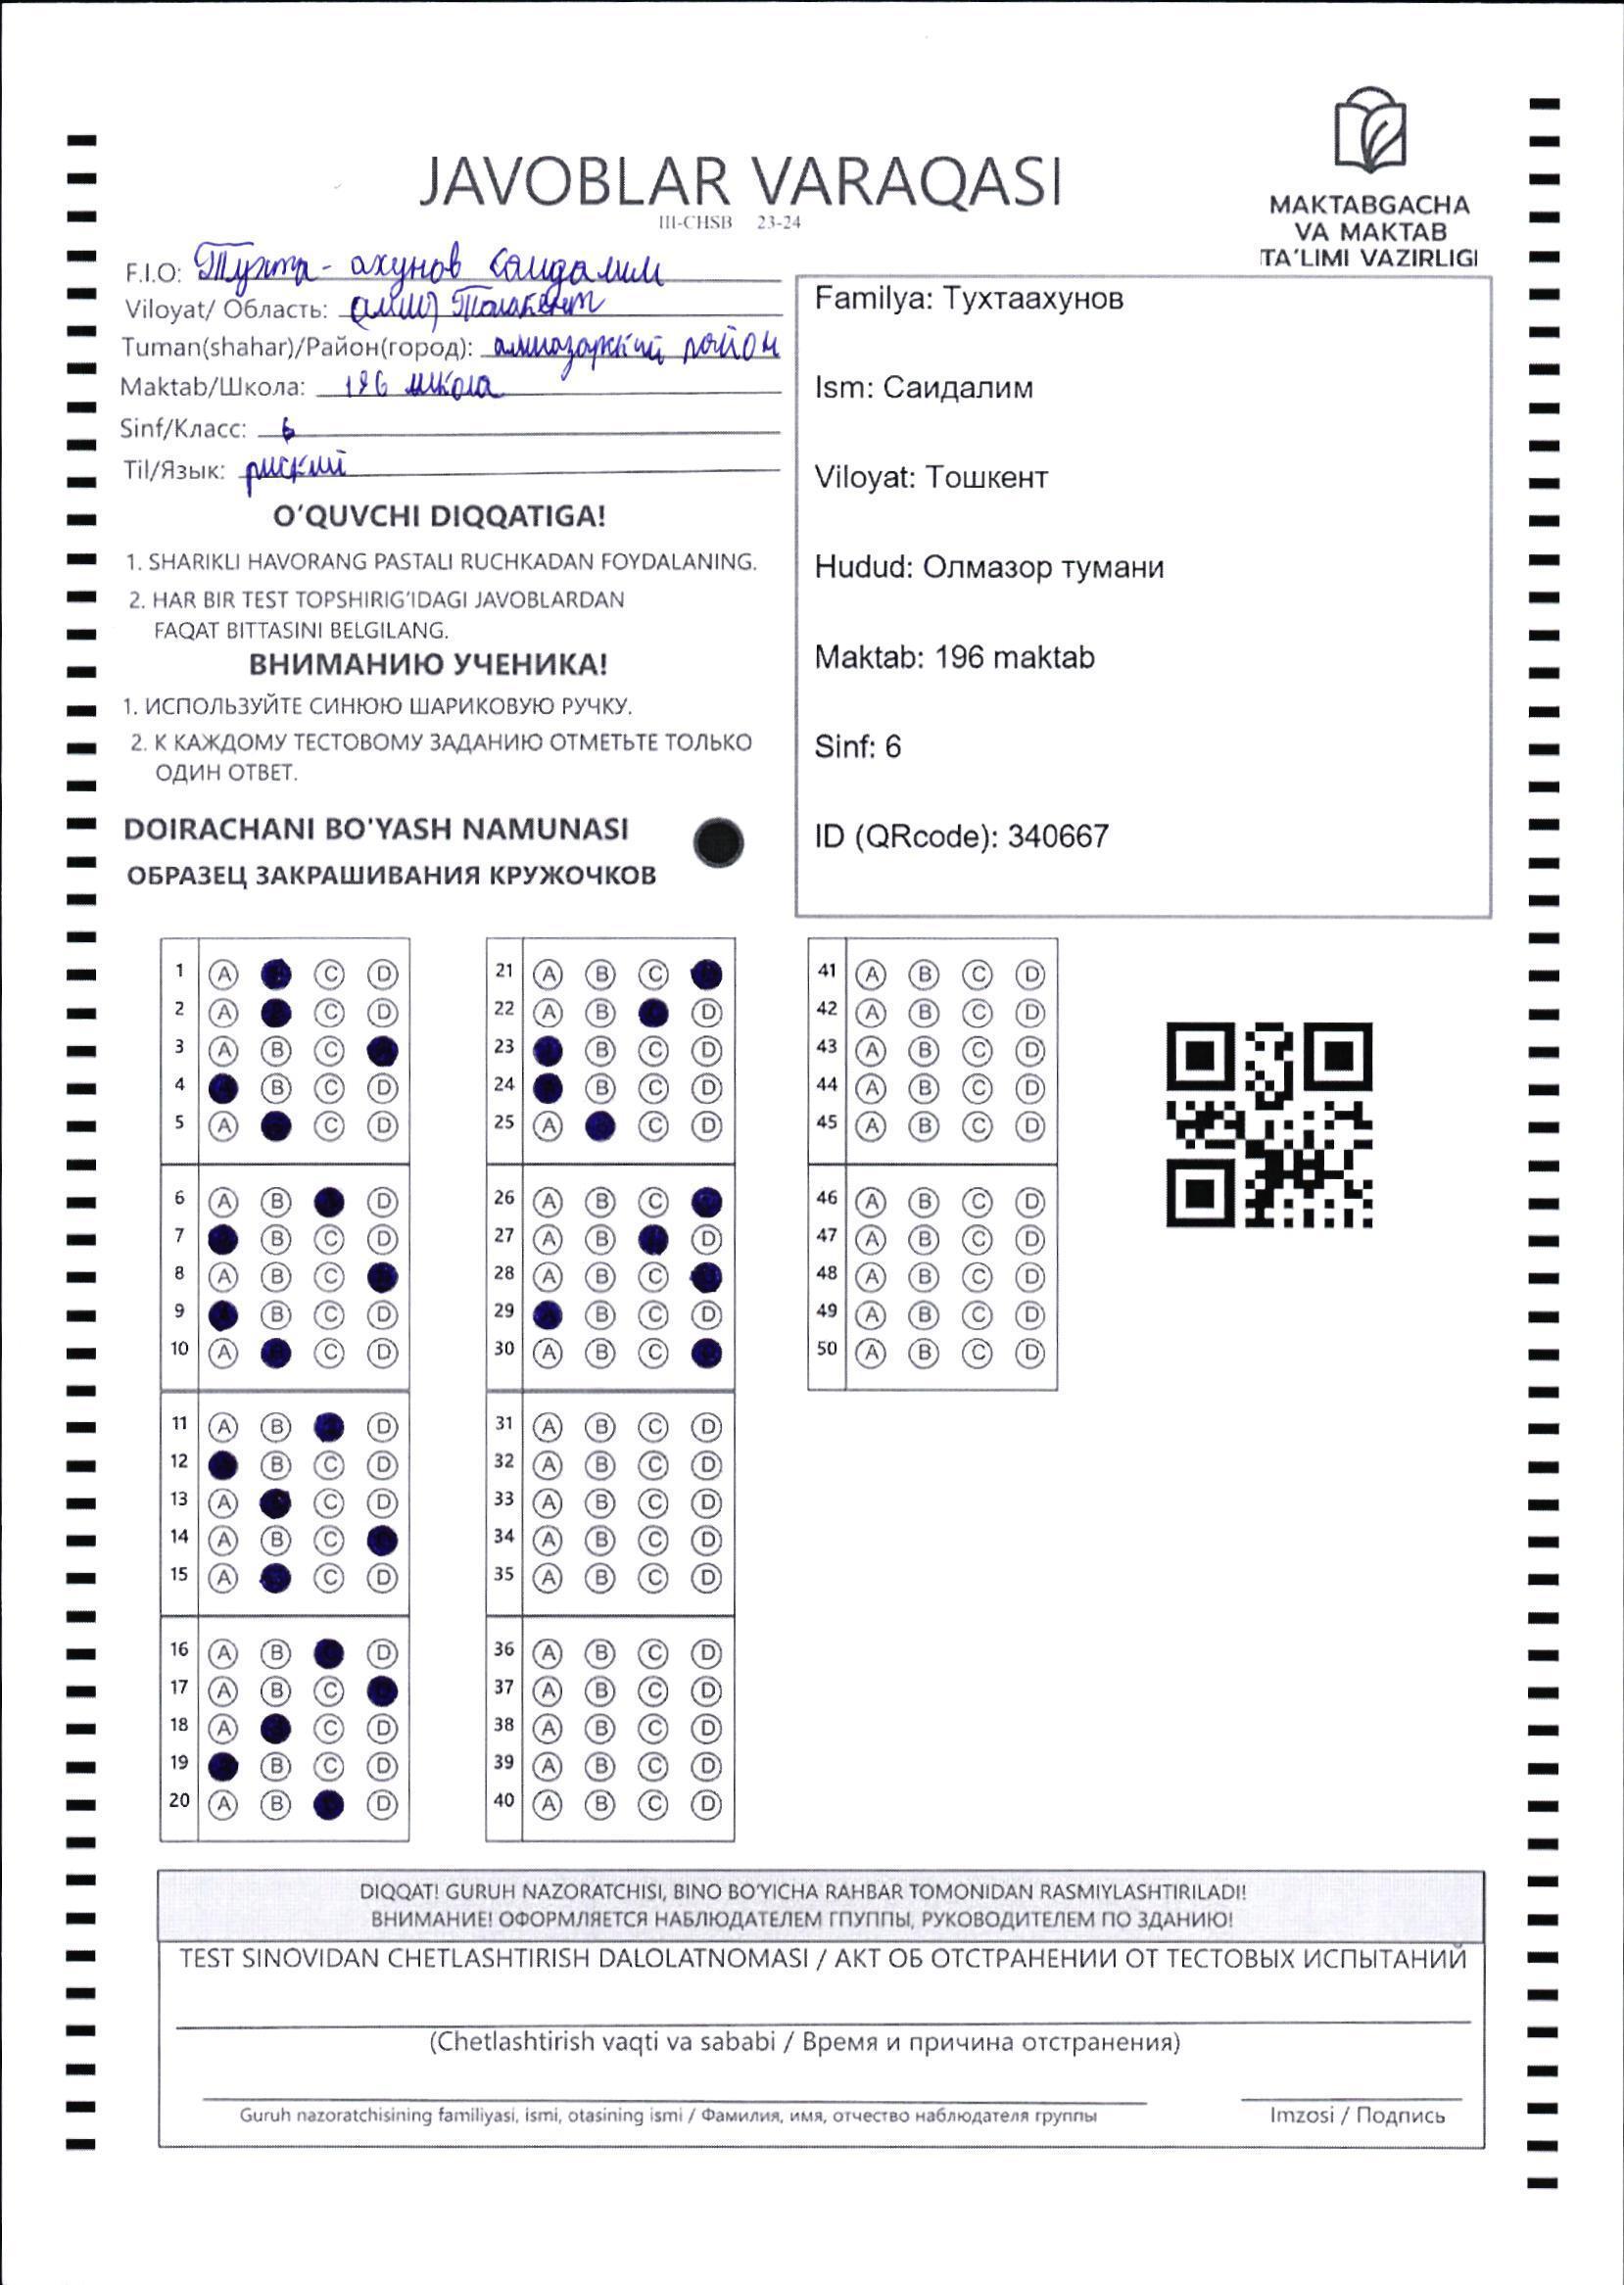 JAVOBLAR VARAQASI
III-CHSB 23-24
MAKTABGACHA
VA MAKTAB
TA'LIMI VAZIRLIGI
F.I.O: Тухта - ахунов Саидалим
Viloyat/ Область: Ташкент
Tuman(shahar)/Район(город): алмазарский район
Maktab/Школа: 196 школа
Sinf/Класс: 6
Til/Язык:
Familya: Тухтаахунов
Ism: Саидалим
Viloyat: Тошкент
Hudud: Олмазор тумани
Maktab: 196 maktab
Sinf: 6
ID (QRcode): 340667
O'QUVCHI DIQQATIGA!
1. SHARIKLI HAVORANG PASTALI RUCHKADAN FOYDALANING.
2. HAR BIR TEST TOPSHIRIG'IDAGI JAVOBLARDAN
FAQAT BITTASINI BELGILANG.
ВНИМАНИЮ УЧЕНИКА!
1. ИСПОЛЬЗУЙТЕ СИНЮЮ ШАРИКОВУЮ РУЧКУ.
2. К КАЖДОМУ ТЕСТОВОМУ ЗАДАНИЮ ОТМЕТЬТЕ ТОЛЬКО
ОДИН ОТВЕТ.
DOIRACHANI BO'YASH NAMUNASI
ОБРАЗЕЦ ЗАКРАШИВАНИЯ КРУЖОЧКОВ
1 A C D
2 A C D
3 A B C
4 B C D
5 A C D
6 A B D
7 B C D
8 A B C
9 B C D
10 A C D
11 A B D
12 B C D
13 A C D
14 A B C
15 A C D
16 A B D
17 A B C
18 A C D
19 B C D
20 A B D
21 A B C
22 A B D
23 B C D
24 B C D
25 A C D
26 A B C
27 A B D
28 A B C
29 B C D
30 A B C
31 A B C D
32 A B C D
33 A B C D
34 A B C D
35 A B C D
36 A B C D
37 A B C D
38 A B C D
39 A B C D
40 A B C D
41 A B C D
42 A B C D
43 A B C D
44 A B C D
45 A B C D
46 A B C D
47 A B C D
48 A B C D
49 A B C D
50 A B C D
DIQQAT! GURUH NAZORATCHISI, BINO BO'YICHA RAHBAR TOMONIDAN RASMIYLASHTIRILADI!
ВНИМАНИЕ! ОФОРМЛЯЕТСЯ НАБЛЮДАТЕЛЕМ ГПУППЫ, РУКОВОДИТЕЛЕМ ПО ЗДАНИЮ!
TEST SINOVIDAN CHETLASHTIRISH DALOLATNOMASI / АКТ ОБ ОТСТРАНЕНИИ ОТ ТЕСТОВЫХ ИСПЫТАНИЙ
(Chetlashtirish vaqti va sababi / Время и причина отстранения)
Guruh nazoratchisining familiyasi, ismi, otasining ismi / Фамилия, имя, отчество наблюдателя группы
Imzosi / Подпись